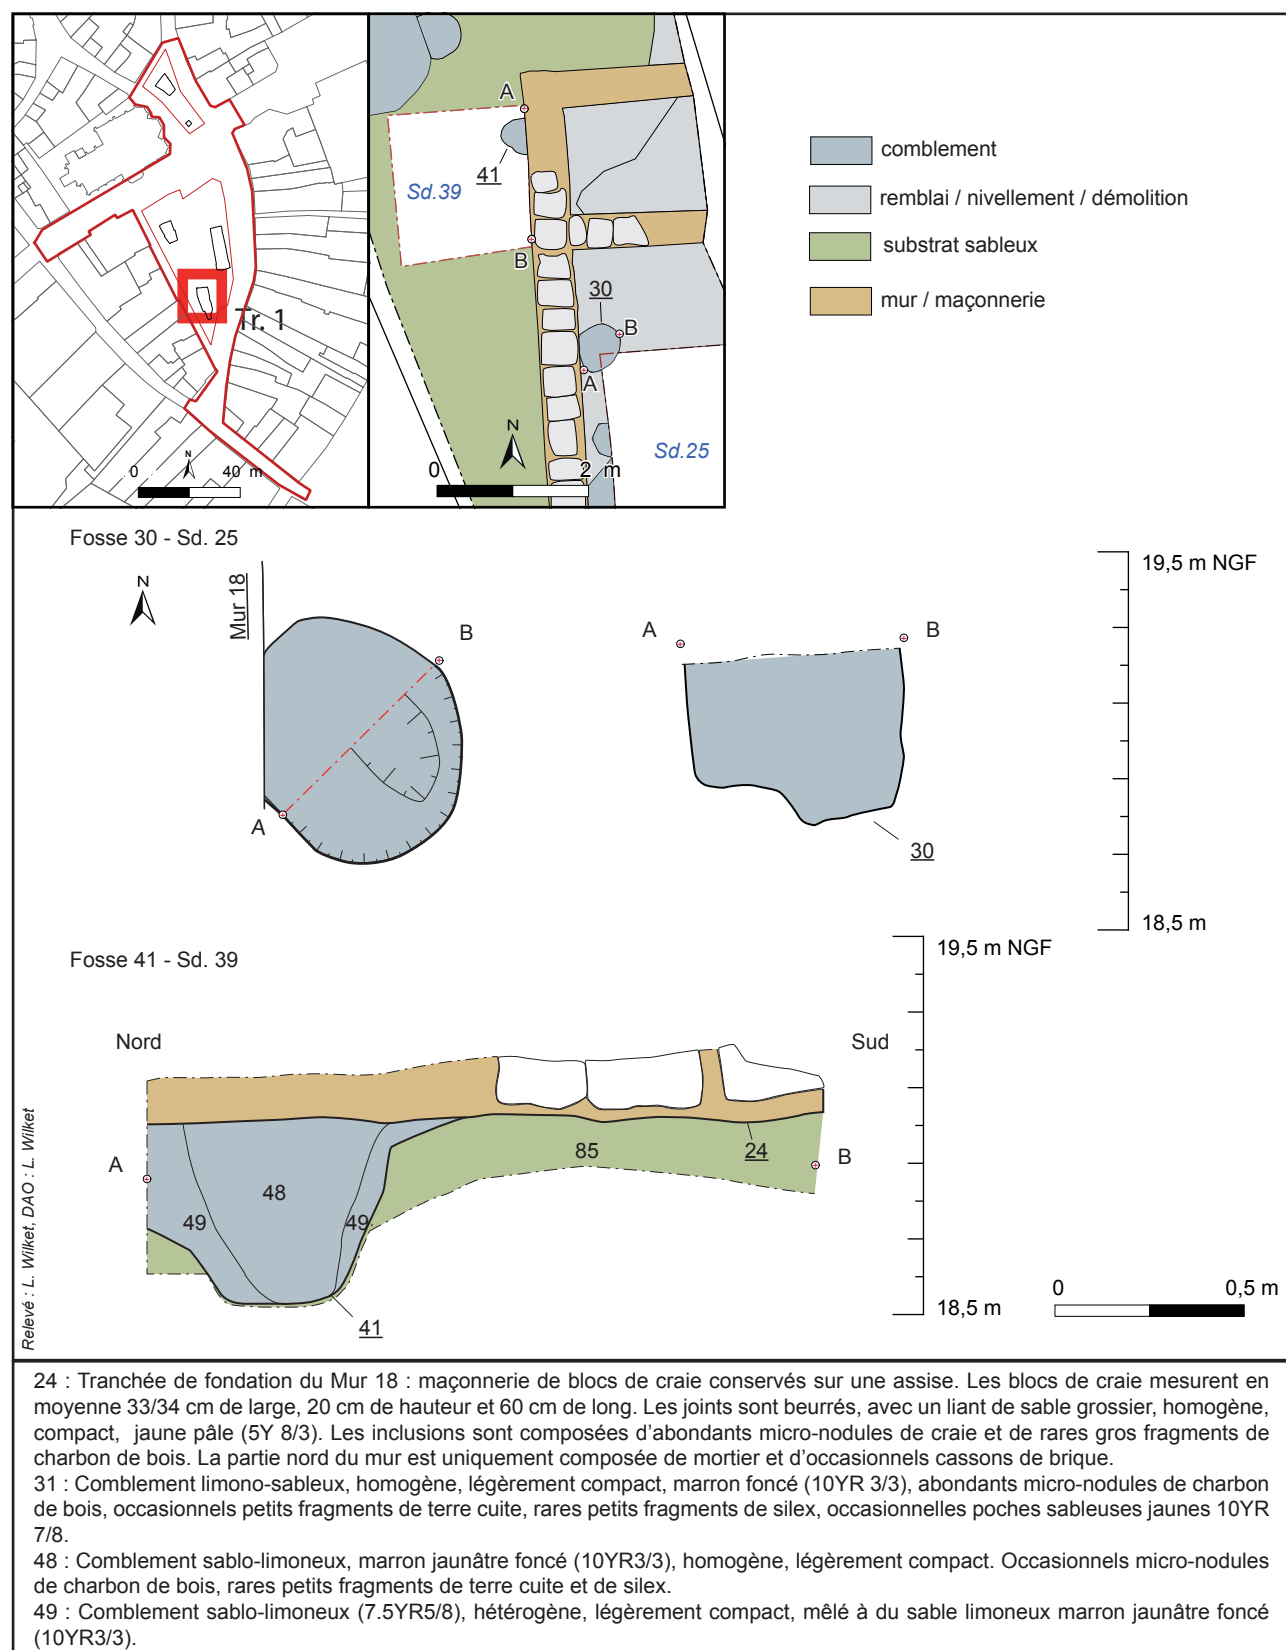 Tr. 1
0 N 40 m
A
41
Sd.39
B
30
B
A
N
Sd.25
0 2 m
comblement
remblai / nivellement / démolition
substrat sableux
mur / maçonnerie
Fosse 30 - Sd. 25
N
Mur 18
B
A
A
B
30
19,5 m NGF
18,5 m
Fosse 41 - Sd. 39
19,5 m NGF
Nord
Sud
A
48
49
49
85
24
B
41
18,5 m
0 0,5 m
Relevé : L. Wilket, DAO : L. Wilket
24 : Tranchée de fondation du Mur 18 : maçonnerie de blocs de craie conservés sur une assise. Les blocs de craie mesurent en
moyenne 33/34 cm de large, 20 cm de hauteur et 60 cm de long. Les joints sont beurrés, avec un liant de sable grossier, homogène,
compact, jaune pâle (5Y 8/3). Les inclusions sont composées d'abondants micro-nodules de craie et de rares gros fragments de
charbon de bois. La partie nord du mur est uniquement composée de mortier et d'occasionnels cassons de brique.
31 : Comblement limono-sableux, homogène, légèrement compact, marron foncé (10YR 3/3), abondants micro-nodules de charbon
de bois, occasionnels petits fragments de terre cuite, rares petits fragments de silex, occasionnelles poches sableuses jaunes 10YR
7/8.
48 : Comblement sablo-limoneux, marron jaunâtre foncé (10YR3/3), homogène, légèrement compact. Occasionnels micro-nodules
de charbon de bois, rares petits fragments de terre cuite et de silex.
49 : Comblement sablo-limoneux (7.5YR5/8), hétérogène, légèrement compact, mêlé à du sable limoneux marron jaunâtre foncé
(10YR3/3).